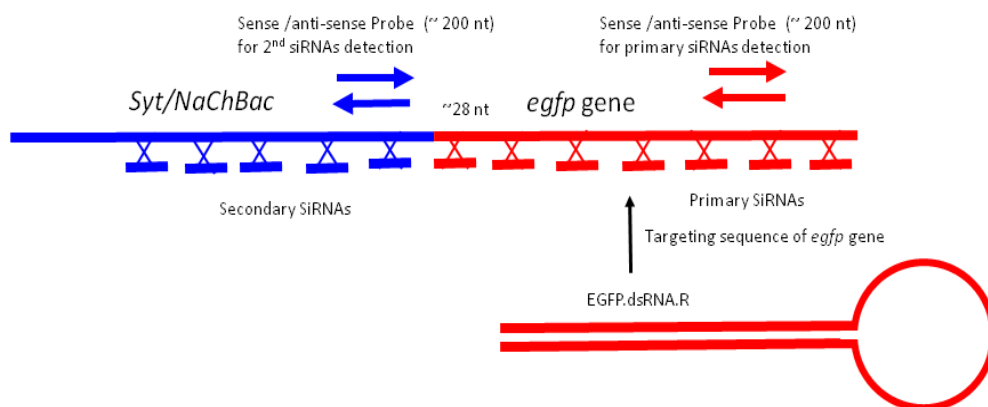 Sense /anti-sense Probe (~ 200 nt)
for 2nd siRNAs detection
Sense /anti-sense Probe (~ 200 nt)
for primary siRNAs detection
Syt/NaChBac
~28 nt
egfp gene
Secondary SiRNAs
Primary SiRNAs
Targeting sequence of egfp gene
EGFP.dsRNA.R